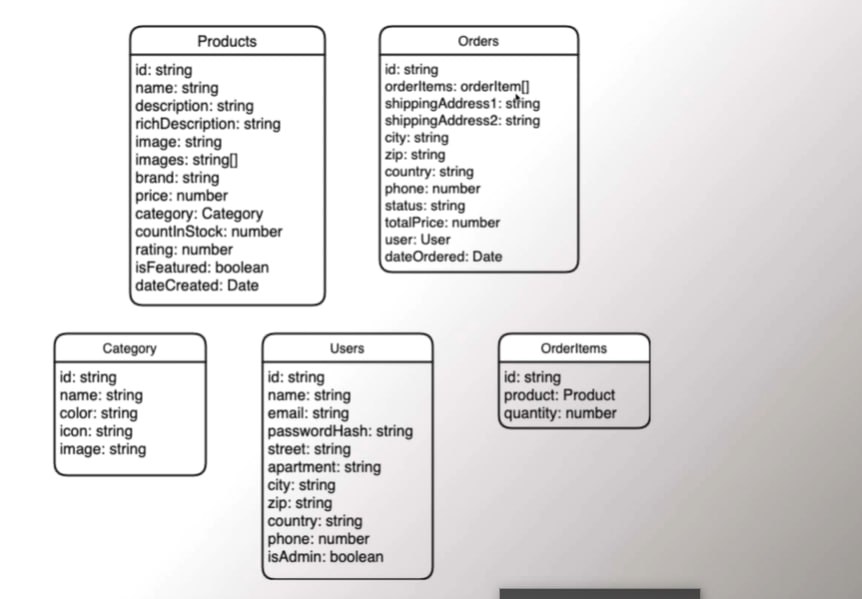 Products
id: string
name: string
description: string
richDescription: string
image: string
images: string[]
brand: string
price: number
category: Category
countInStock: number
rating: number
isFeatured: boolean
dateCreated: Date
Orders
id: string
orderItems: orderItem[]
shippingAddress1: string
shippingAddress2: string
city: string
zip: string
country: string
phone: number
status: string
totalPrice: number
user: User
dateOrdered: Date
Category
id: string
name: string
color: string
icon: string
image: string
Users
id: string
name: string
email: string
passwordHash: string
street: string
apartment: string
city: string
zip: string
country: string
phone: number
isAdmin: boolean
OrderItems
id: string
product: Product
quantity: number